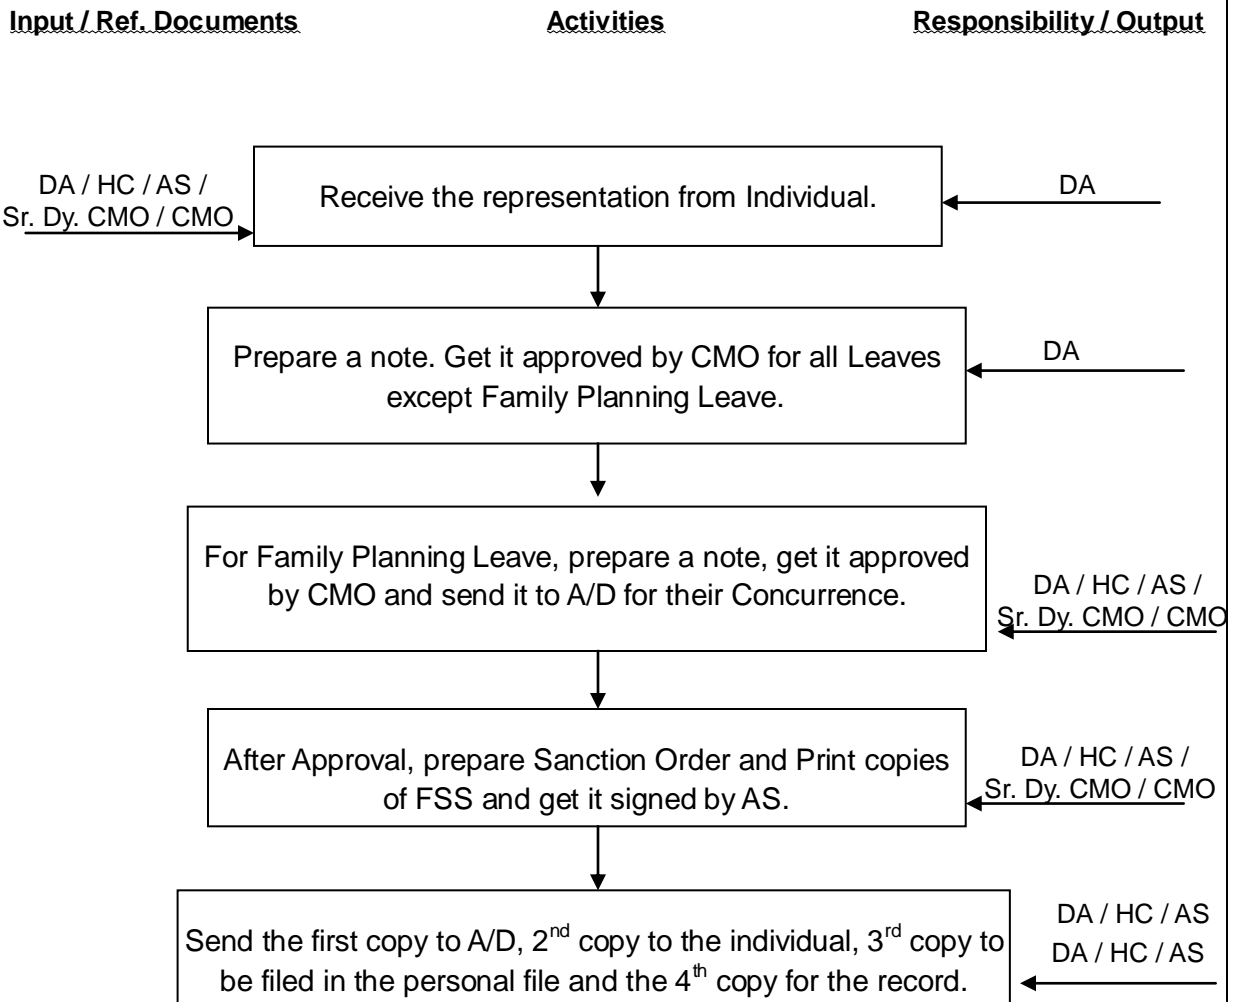 Input / Ref. Documents
Activities
Responsibility / Output
DA / HC / AS /
Sr. Dy. CMO / CMO
Receive the representation from Individual.
DA
Prepare a note. Get it approved by CMO for all Leaves
except Family Planning Leave.
DA
For Family Planning Leave, prepare a note, get it approved
by CMO and send it to A/D for their Concurrence.
DA / HC / AS /
Sr. Dy. CMO / CMO
After Approval, prepare Sanction Order and Print copies
of FSS and get it signed by AS.
DA / HC / AS /
Sr. Dy. CMO / CMO
Send the first copy to A/D, 2nd copy to the individual, 3rd copy to
be filed in the personal file and the 4th copy for the record.
DA / HC / AS
DA / HC / AS